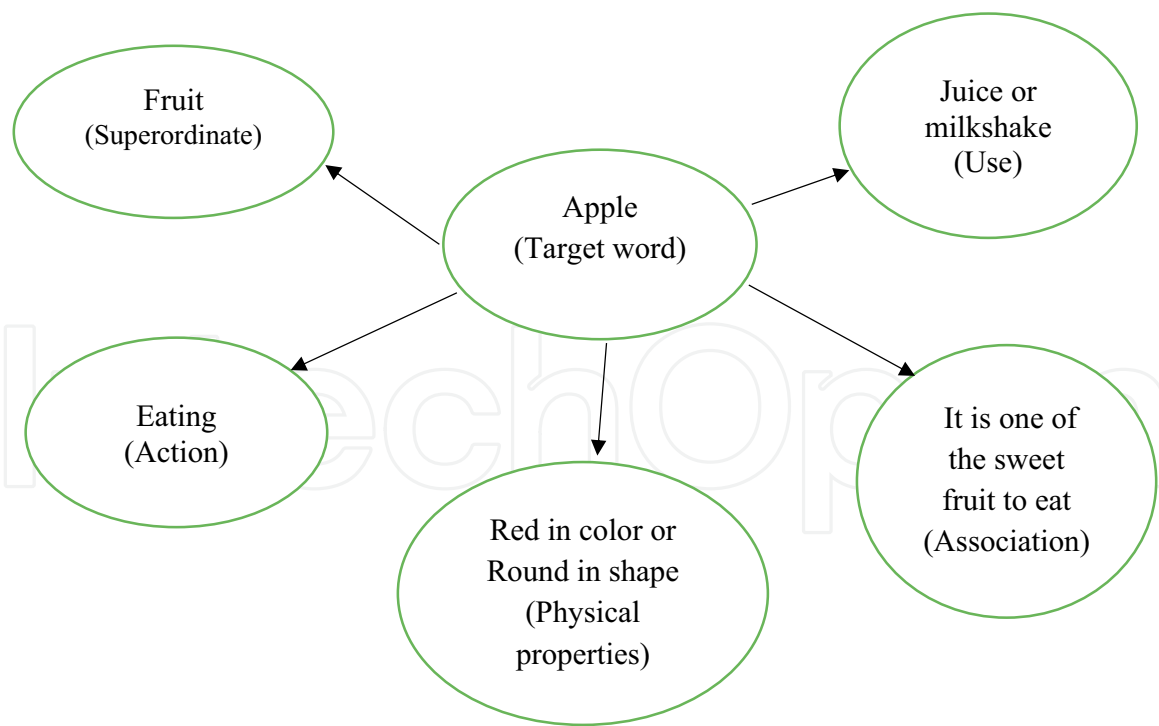 Fruit
(Superordinate)
Juice or
milkshake
(Use)
Apple
(Target word)
Eating
(Action)
It is one of
the sweet
fruit to eat
(Association)
Red in color or
Round in shape
(Physical
properties)